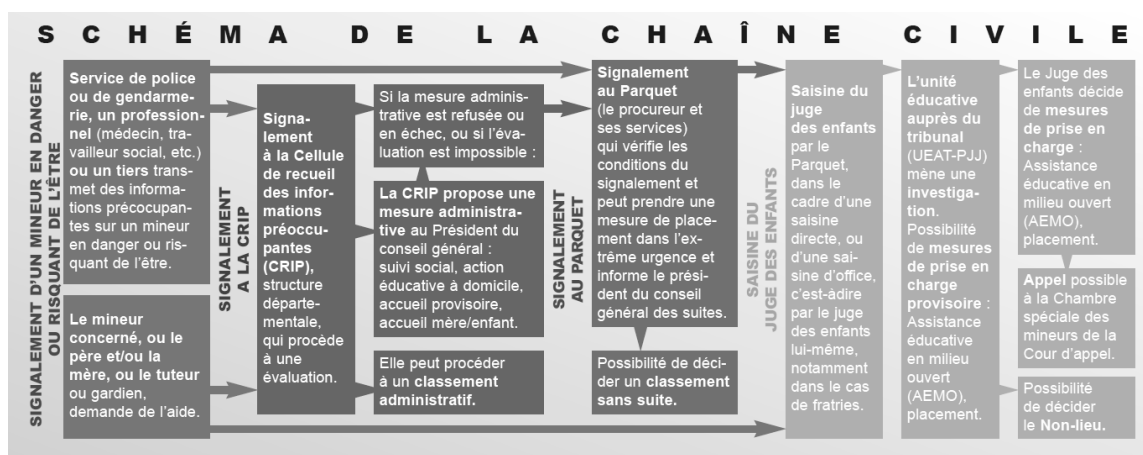 SCHÉMA DE LA CHAÎNE CIVILE
SIGNALEMENT D'UN MINEUR EN DANGER
OU RISQUANT DE L'ÊTRE
Service de police
ou de gendarme-
rie, un profession-
nel (médecin, tra-
vailleur social, etc.)
ou un tiers trans-
met des informa-
tions préoccupan-
tes sur un mineur
en danger ou ris-
quant de l'être.
Le mineur
concerné, ou le
père et/ou la
mère, ou le tuteur
ou gardien,
demande de l'aide.
SIGNALEMENT
A LA CRIP
Signa-
lement
à la Cellule
de recueil
des infor-
mations
préoccu-
pantes
(CRIP),
structure
départe-
mentale,
qui procède
à une
évaluation.
Si la mesure adminis-
trative est refusée ou
en échec, ou si l'éva-
luation est impossible :
La CRIP propose une
mesure administra-
tive au Président du
conseil général :
suivi social, action
éducative à domicile,
accueil provisoire,
accueil mère/enfant.
Elle peut procéder
à un classement
administratif.
SIGNALEMENT
AU PARQUET
Signalement
au Parquet
(le procureur et
ses services)
qui vérifie les
conditions du
signalement et
peut prendre une
mesure de place-
ment dans l'ex-
trême urgence et
informe le prési-
dent du conseil
général des suites.
Possibilité de déci-
der un classement
sans suite.
SAISINE DU
JUGE DES ENFANTS
Saisine du
juge
des enfants
par le
Parquet,
dans le
cadre d'une
saisine
directe, ou
d'une sai-
sine d'office,
c'est-àdire
par le juge
des enfants
lui-même,
notamment
dans le cas
de fratries.
L'unité
éducative
auprès du
tribunal
(UEAT-PJJ)
mène une
investiga-
tion.
Possibilité
de mesures
de prise en
charge
provisoire :
Assistance
éducative
en milieu
ouvert
(AEMO),
placement.
Le Juge des
enfants décide
de mesures
de prise en
charge :
Assistance
éducative en
milieu ouvert
(AEMO),
placement.
Appel possible
à la Chambre
spéciale des
mineurs de la
Cour d'appel.
Possibilité
de décider
le Non-lieu.